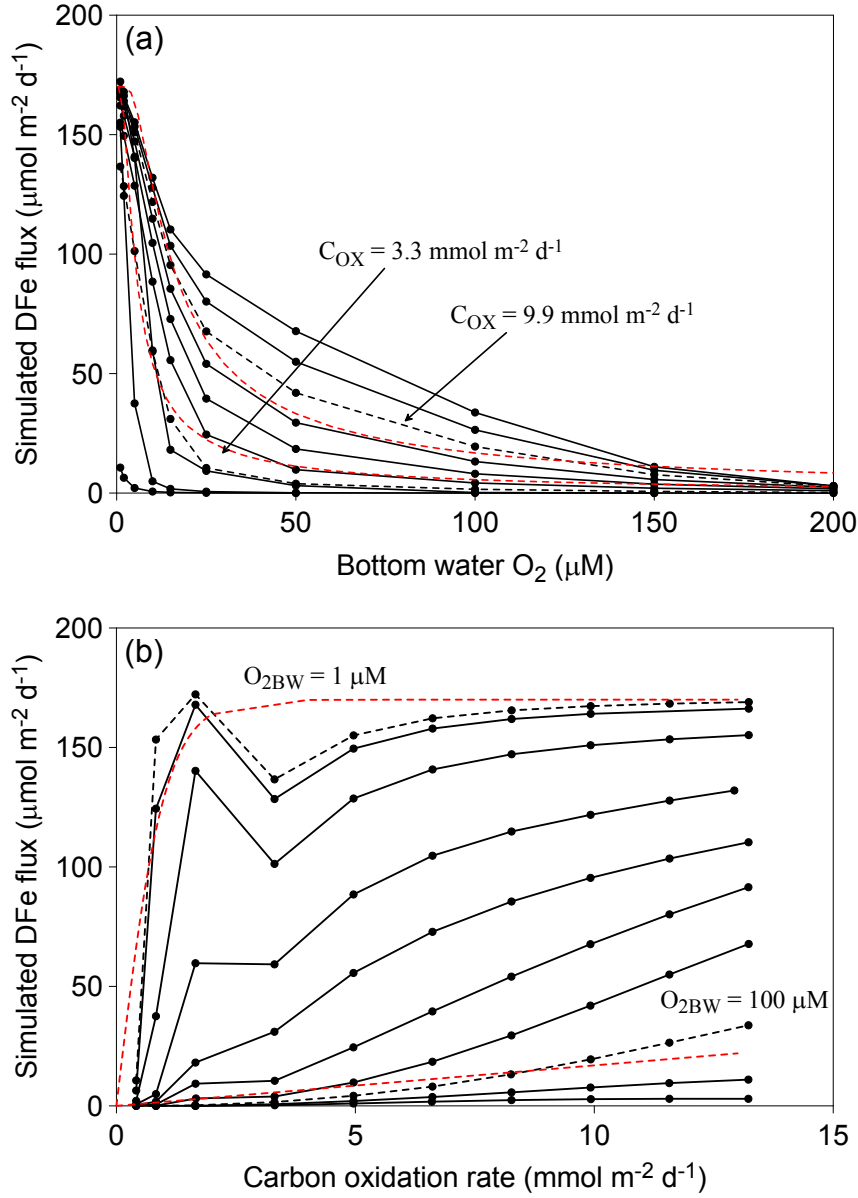 (a)
200
150
100
50
0
Simulated DFe flux (μmol m-2 d-1)
COX = 3.3 mmol m-2 d-1
COX = 9.9 mmol m-2 d-1
0 50 100 150 200
Bottom water O2 (μM)
(b)
200
150
100
50
0
Simulated DFe flux (μmol m-2 d-1)
O2BW = 1 μM
O2BW = 100 μM
0 5 10 15
Carbon oxidation rate (mmol m-2 d-1)